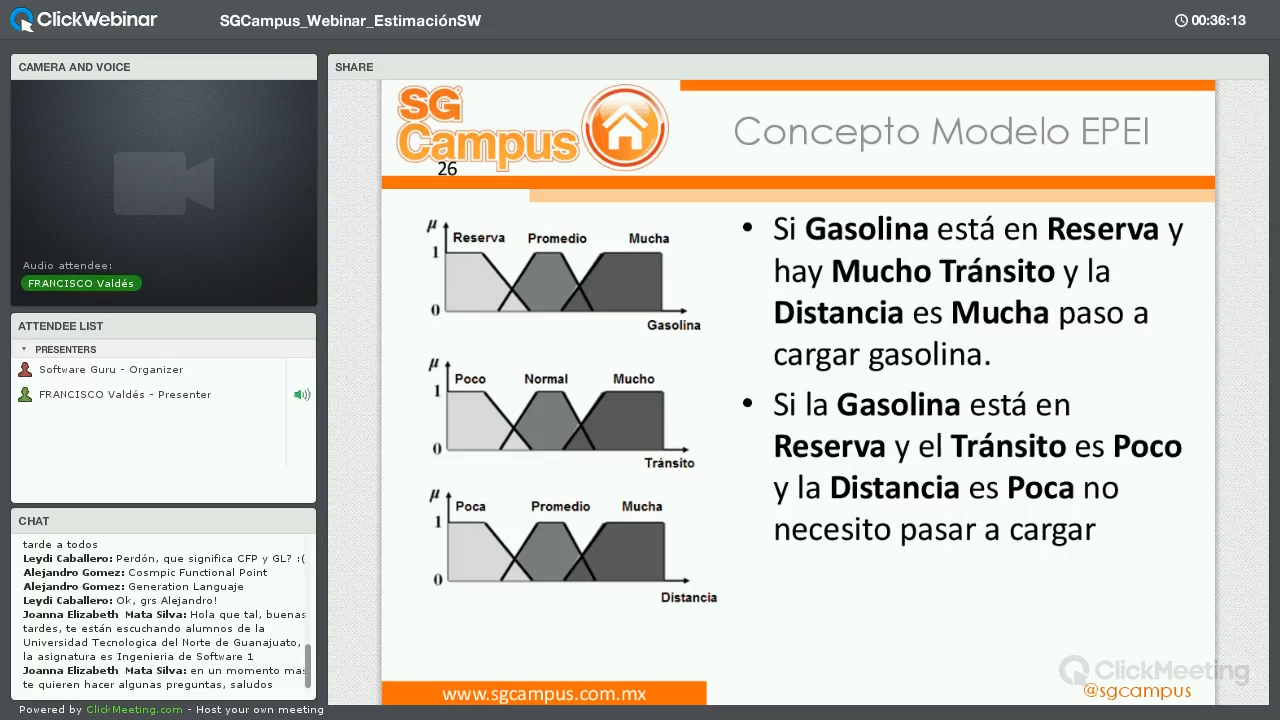 ClickWebinar
SGCampus_Webinar_EstimaciónSW
00:36:13
CAMERA AND VOICE
Audio attendee:
FRANCISCO Valdés
ATTENDEE LIST
PRESENTERS
Software Guru - Organizer
FRANCISCO Valdés - Presenter
CHAT
tarde a todos
Leydi Caballero: Perdón, que significa CFP y GL? :(
Alejandro Gomez: Cosmpic Functional Point
Alejandro Gomez: Generation Languaje
Leydi Caballero: Ok, grs Alejandro!
Joanna Elizabeth Mata Silva: Hola que tal, buenas
tardes, te están escuchando alumnos de la
Universidad Tecnologica del Norte de Guanajuato,
la asignatura es Ingenieria de Software 1
Joanna Elizabeth Mata Silva: en un momento mas
te quieren hacer algunas preguntas, saludos
Powered by ClickMeeting.com - Host your own meeting
SHARE
SG
Campus
26
Concepto Modelo EPEI
μ
Reserva Promedio Mucha
1
0
Gasolina
μ
Poco Normal Mucho
1
0
Tránsito
μ
Poca Promedio Mucha
1
0
Distancia
• Si Gasolina está en Reserva y
hay Mucho Tránsito y la
Distancia es Mucha paso a
cargar gasolina.
• Si la Gasolina está en
Reserva y el Tránsito es Poco
y la Distancia es Poca no
necesito pasar a cargar
www.sgcampus.com.mx
ClickMeeting
@sgcampus